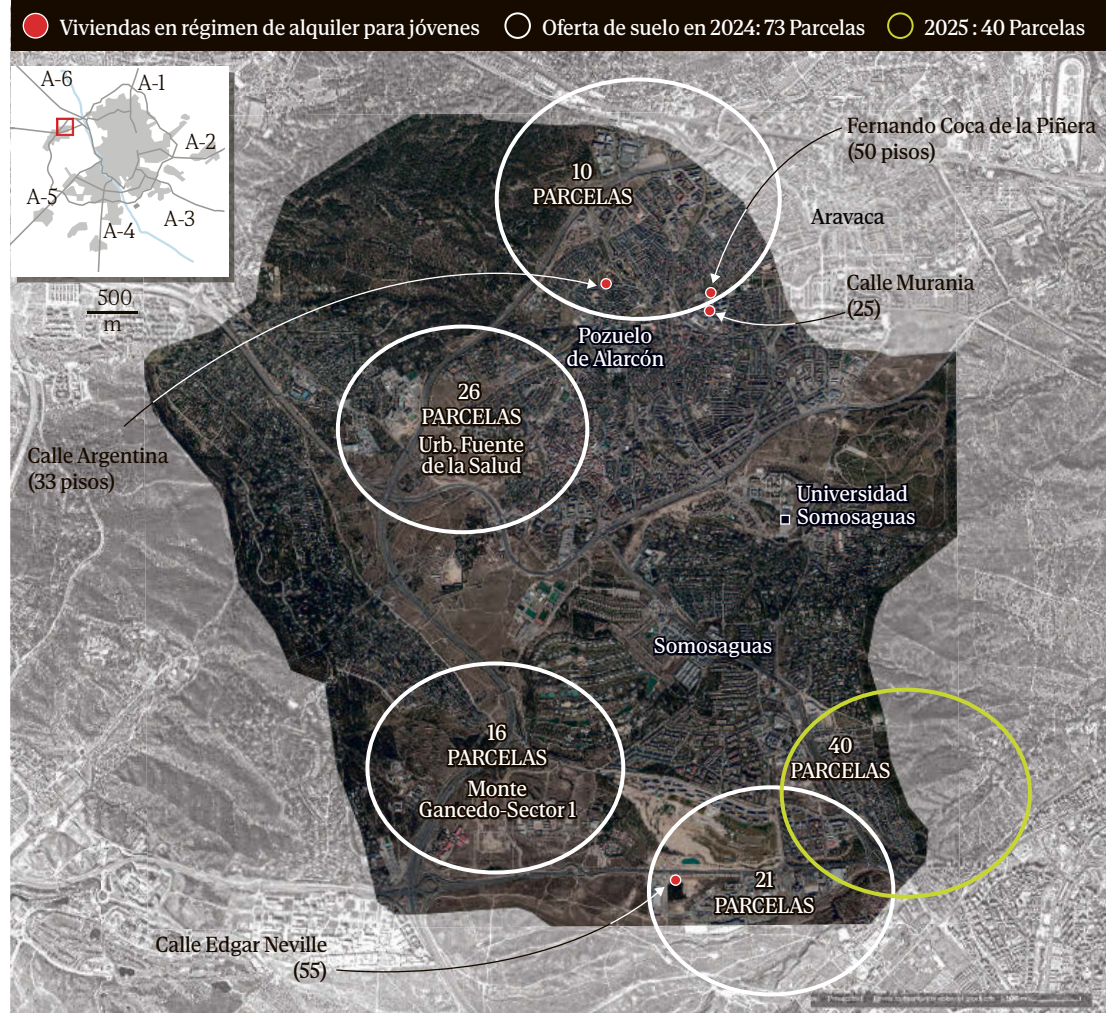 Viviendas en régimen de alquiler para jóvenes
Oferta de suelo en 2024: 73 Parcelas
2025 : 40 Parcelas
A-6
A-1
A-2
A-5
A-3
A-4
500
m
10
PARCELAS
Fernando Coca de la Piñera
(50 pisos)
Aravaca
Calle Murania
(25)
Pozuelo
de Alarcón
26
PARCELAS
Urb. Fuente
de la Salud
Calle Argentina
(33 pisos)
Universidad
Somosaguas
Somosaguas
16
PARCELAS
Monte
Gancedo-Sector 1
40
PARCELAS
21
PARCELAS
Calle Edgar Neville
(55)